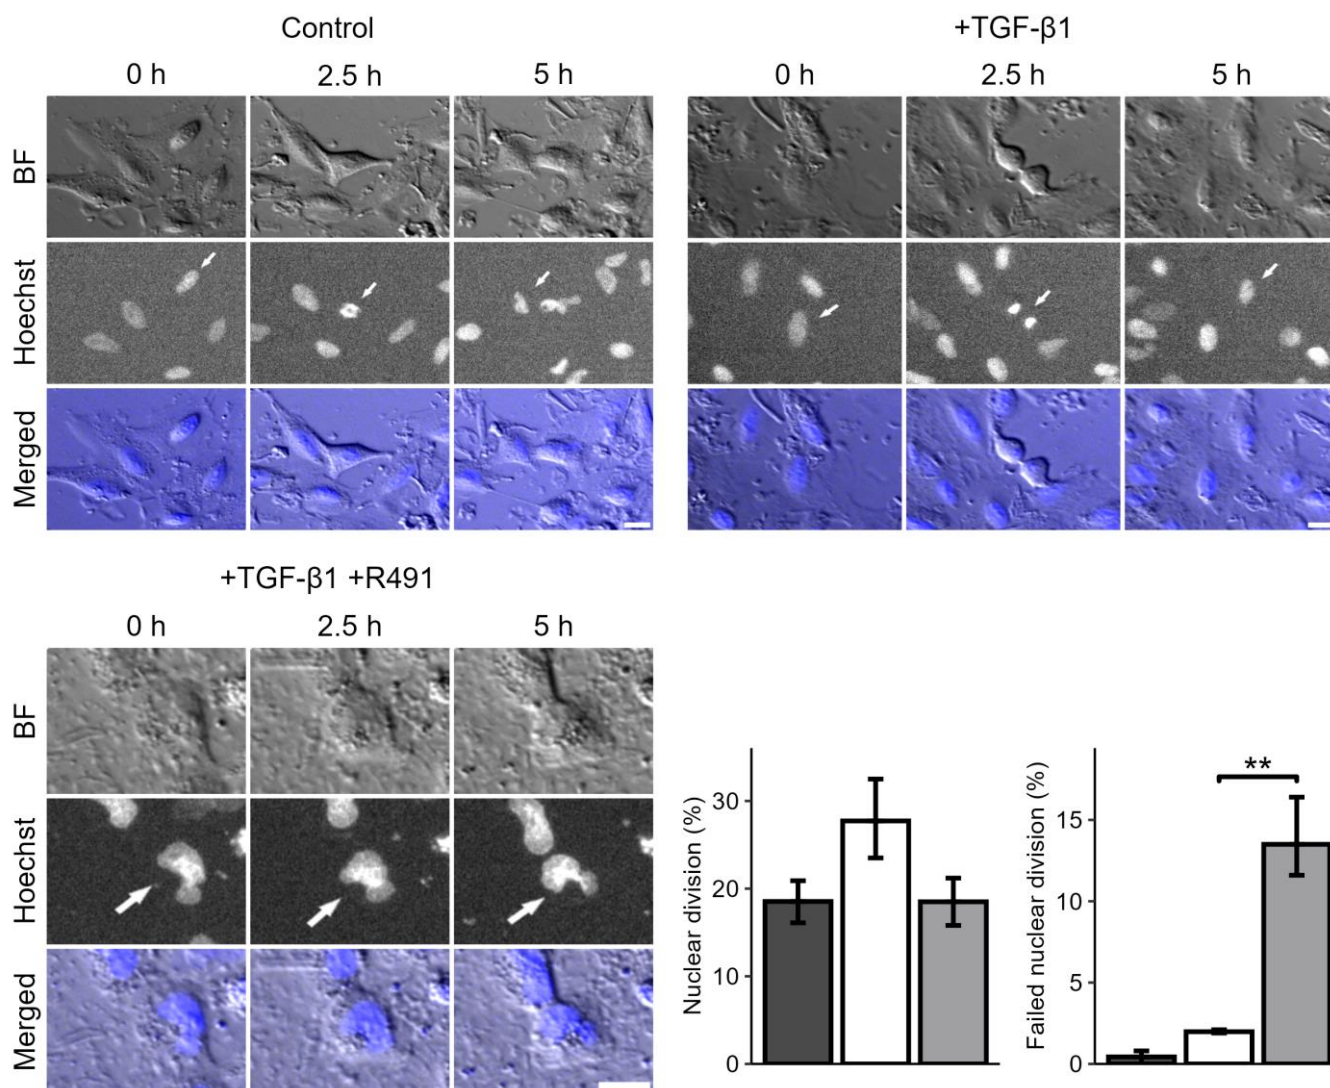 Control
0 h 2.5 h 5 h
BF
Hoechst
Merged
+TGF-β1
0 h 2.5 h 5 h
+TGF-β1 +R491
0 h 2.5 h 5 h
BF
Hoechst
Merged
Nuclear division (%)
30
20
10
0
Failed nuclear division (%)
**
15
10
5
0